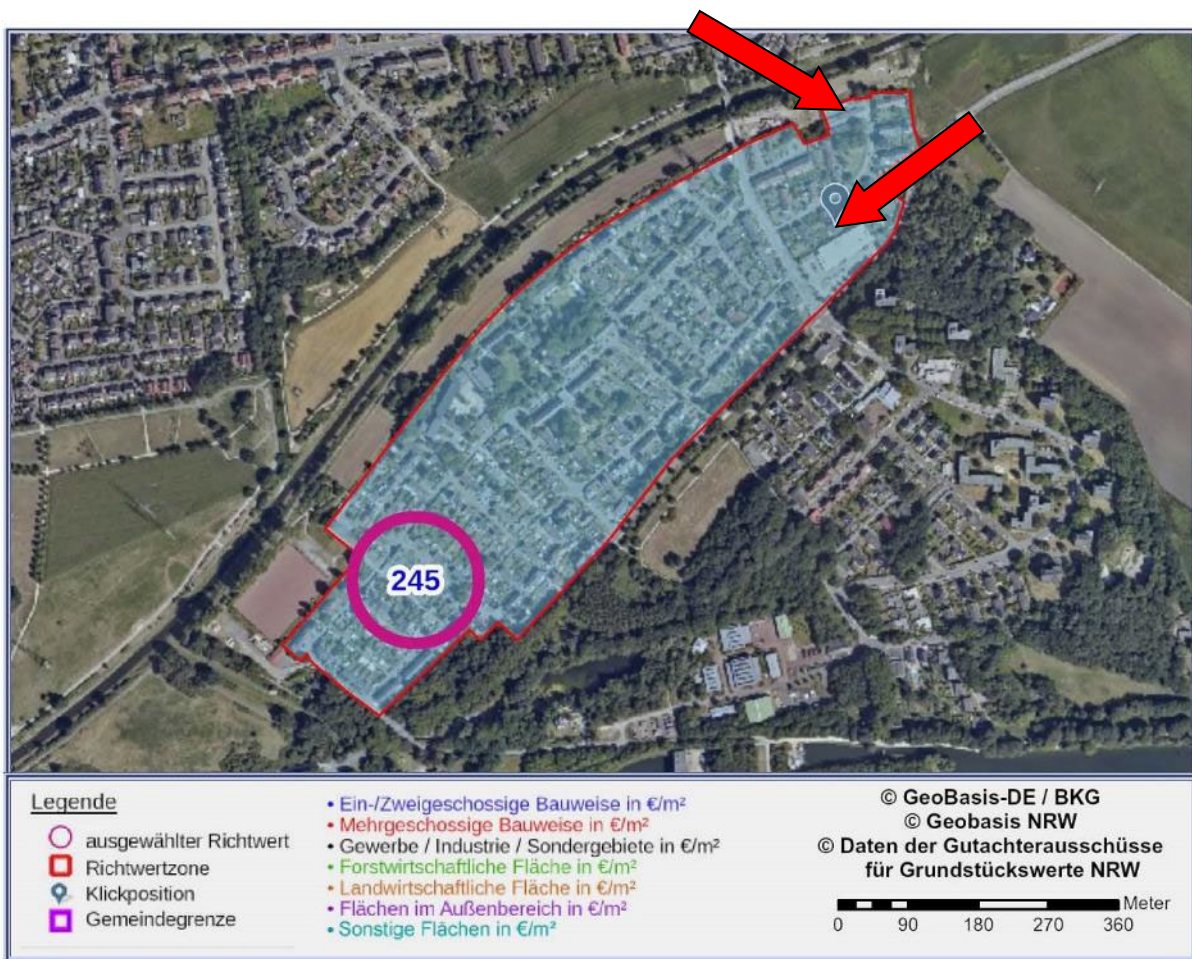 245
Legende
ausgewählter Richtwert
Richtwertzone
Klickposition
Gemeindegrenze
• Ein-/Zweigeschossige Bauweise in €/m²
• Mehrgeschossige Bauweise in €/m²
• Gewerbe / Industrie / Sondergebiete in €/m²
• Forstwirtschaftliche Fläche in €/m²
• Landwirtschaftliche Fläche in €/m²
• Flächen im Außenbereich in €/m²
• Sonstige Flächen in €/m²
© GeoBasis-DE / BKG
© Geobasis NRW
© Daten der Gutachterausschüsse
für Grundstückswerte NRW
Meter
0 90 180 270 360